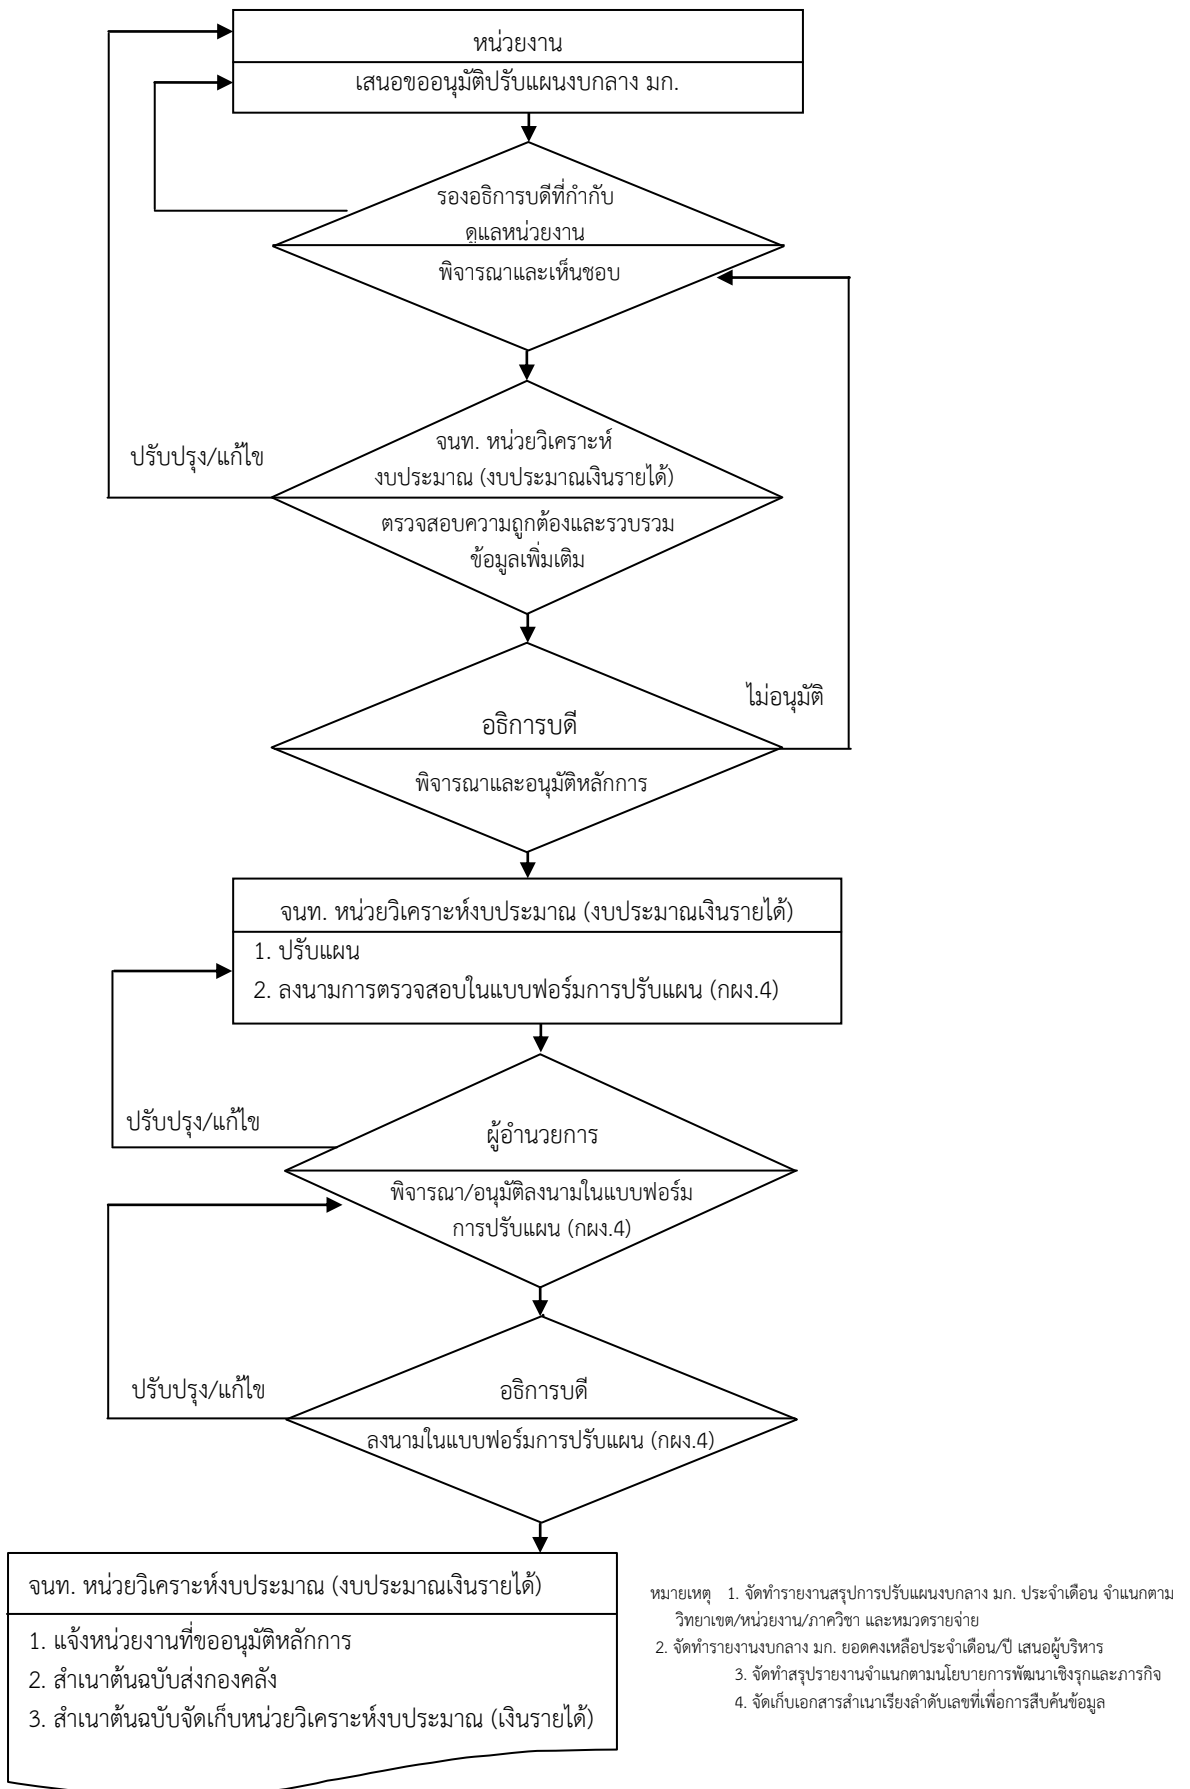 หน่วยงาน
เสนอขออนุมัติปรับแผนงบกลาง มก.
รองอธิการบดีที่กำกับ
ดูแลหน่วยงาน
พิจารณาและเห็นชอบ
จนท. หน่วยวิเคราะห์
งบประมาณ (งบประมาณเงินรายได้)
ปรับปรุง/แก้ไข
ตรวจสอบความถูกต้องและรวบรวม
ข้อมูลเพิ่มเติม
ไม่อนุมัติ
อธิการบดี
พิจารณาและอนุมัติหลักการ
จนท. หน่วยวิเคราะห์งบประมาณ (งบประมาณเงินรายได้)
1. ปรับแผน
2. ลงนามการตรวจสอบในแบบฟอร์มการปรับแผน (กผง.4)
ปรับปรุง/แก้ไข
ผู้อำนวยการ
พิจารณา/อนุมัติลงนามในแบบฟอร์ม
การปรับแผน (กผง.4)
ปรับปรุง/แก้ไข
อธิการบดี
ลงนามในแบบฟอร์มการปรับแผน (กผง.4)
จนท. หน่วยวิเคราะห์งบประมาณ (งบประมาณเงินรายได้)
1. แจ้งหน่วยงานที่ขออนุมัติหลักการ
2. สำเนาต้นฉบับส่งกองคลัง
3. สำเนาต้นฉบับจัดเก็บหน่วยวิเคราะห์งบประมาณ (เงินรายได้)
หมายเหตุ 1. จัดทำรายงานสรุปการปรับแผนงบกลาง มก. ประจำเดือน จำแนกตาม
วิทยาเขต/หน่วยงาน/ภาควิชา และหมวดรายจ่าย
2. จัดทำรายงานงบกลาง มก. ยอดคงเหลือประจำเดือน/ปี เสนอผู้บริหาร
3. จัดทำสรุปรายงานจำแนกตามนโยบายการพัฒนาเชิงรุกและภารกิจ
4. จัดเก็บเอกสารสำเนาเรียงลำดับเลขที่เพื่อการสืบค้นข้อมูล